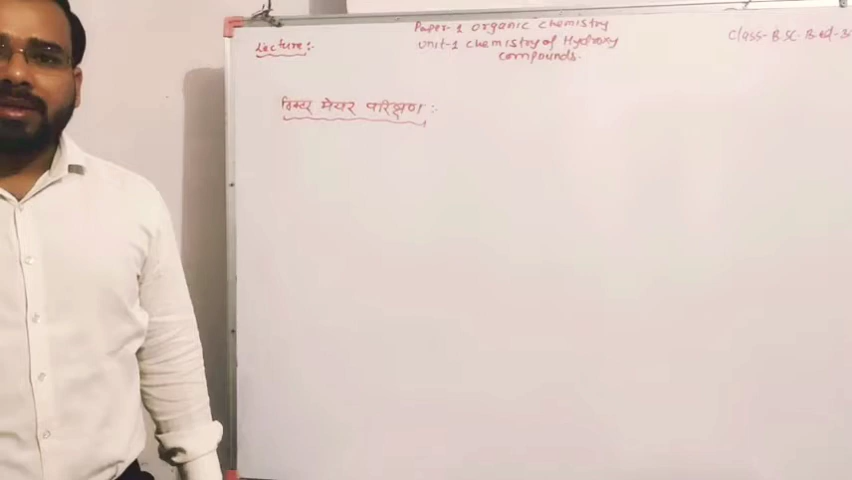 Lecture:-
Paper-1 organic chemistry
unit-1 chemistry of Hydroxy
compounds.
Class-B.SC.B.ed-
विक्टर मेयर परिक्षण :-